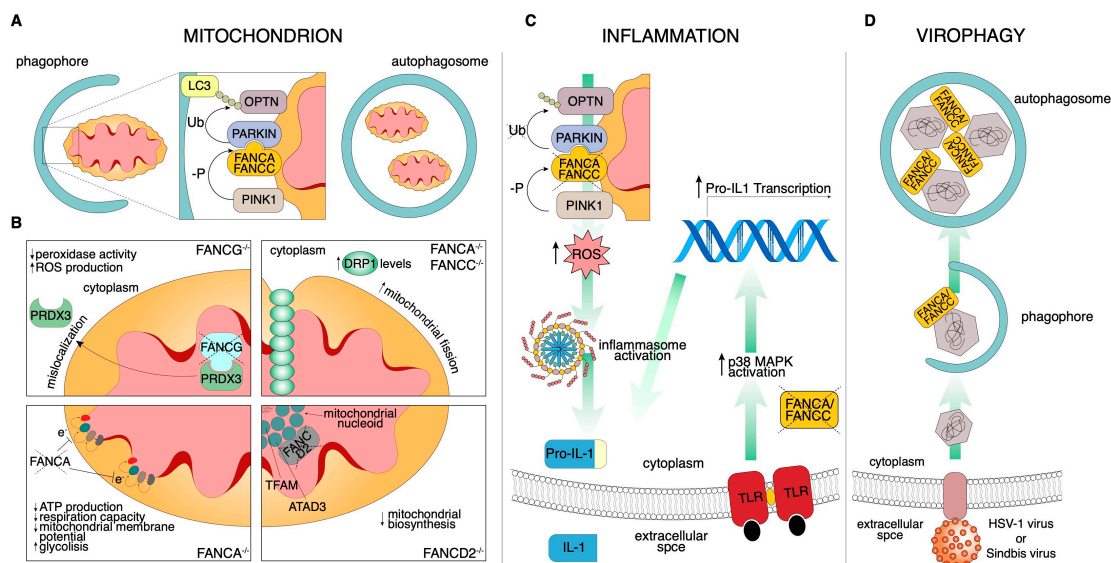 A
MITOCHONDRION
phagophore
autophagosome
LC3
OPTN
Ub
PARKIN
FANCA
FANCC
-P
PINK1
B
peroxidase activity
ROS production
FANCG-/-
cytoplasm
PRDX3
mislocalization
FANCG
PRDX3
cytoplasm
FANCA-/-
FANCC-/-
DRP1 levels
mitochondrial fission
e-
FANCA
e-
ATP production
respiration capacity
mitochondrial membrane
potential
glycolisis
FANCA-/-
mitochondrial
nucleoid
FANC
D2
TFAM
ATAD3
mitochondrial
biosynthesis
FANCD2-/-
C
INFLAMMATION
OPTN
Ub
PARKIN
FANCA
FANCC
-P
PINK1
ROS
Pro-IL1 Transcription
inflammasome
activation
p38 MAPK
activation
FANCA/
FANCC
Pro-IL-1
cytoplasm
TLR
TLR
extracellular
spce
IL-1
D
VIROPHAGY
autophagosome
FANCA/
FANCC
FANCA/
FANCC
FANCA/
FANCC
phagophore
FANCA/
FANCC
cytoplasm
extracellular
spce
HSV-1 virus
or
Sindbis virus